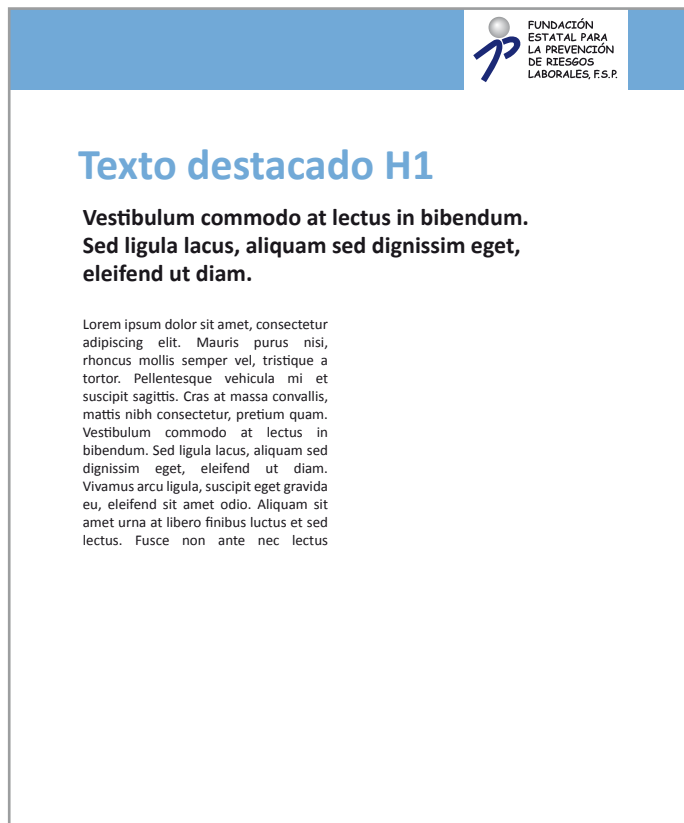 FUNDACIÓN
ESTATAL PARA
LA PREVENCIÓN
DE RIESGOS
LABORALES, F.S.P.
Texto destacado H1
Vestibulum commodo at lectus in bibendum.
Sed ligula lacus, aliquam sed dignissim eget,
eleifend ut diam.
Lorem ipsum dolor sit amet, consectetur
adipiscing elit. Mauris purus nisi,
rhoncus mollis semper vel, tristique a
tortor. Pellentesque vehicula mi et
suscipit sagittis. Cras at massa convallis,
mattis nibh consectetur, pretium quam.
Vestibulum commodo at lectus in
bibendum. Sed ligula lacus, aliquam sed
dignissim eget, eleifend ut diam.
Vivamus arcu ligula, suscipit eget gravida
eu, eleifend sit amet odio. Aliquam sit
amet urna at libero finibus luctus et sed
lectus. Fusce non ante nec lectus